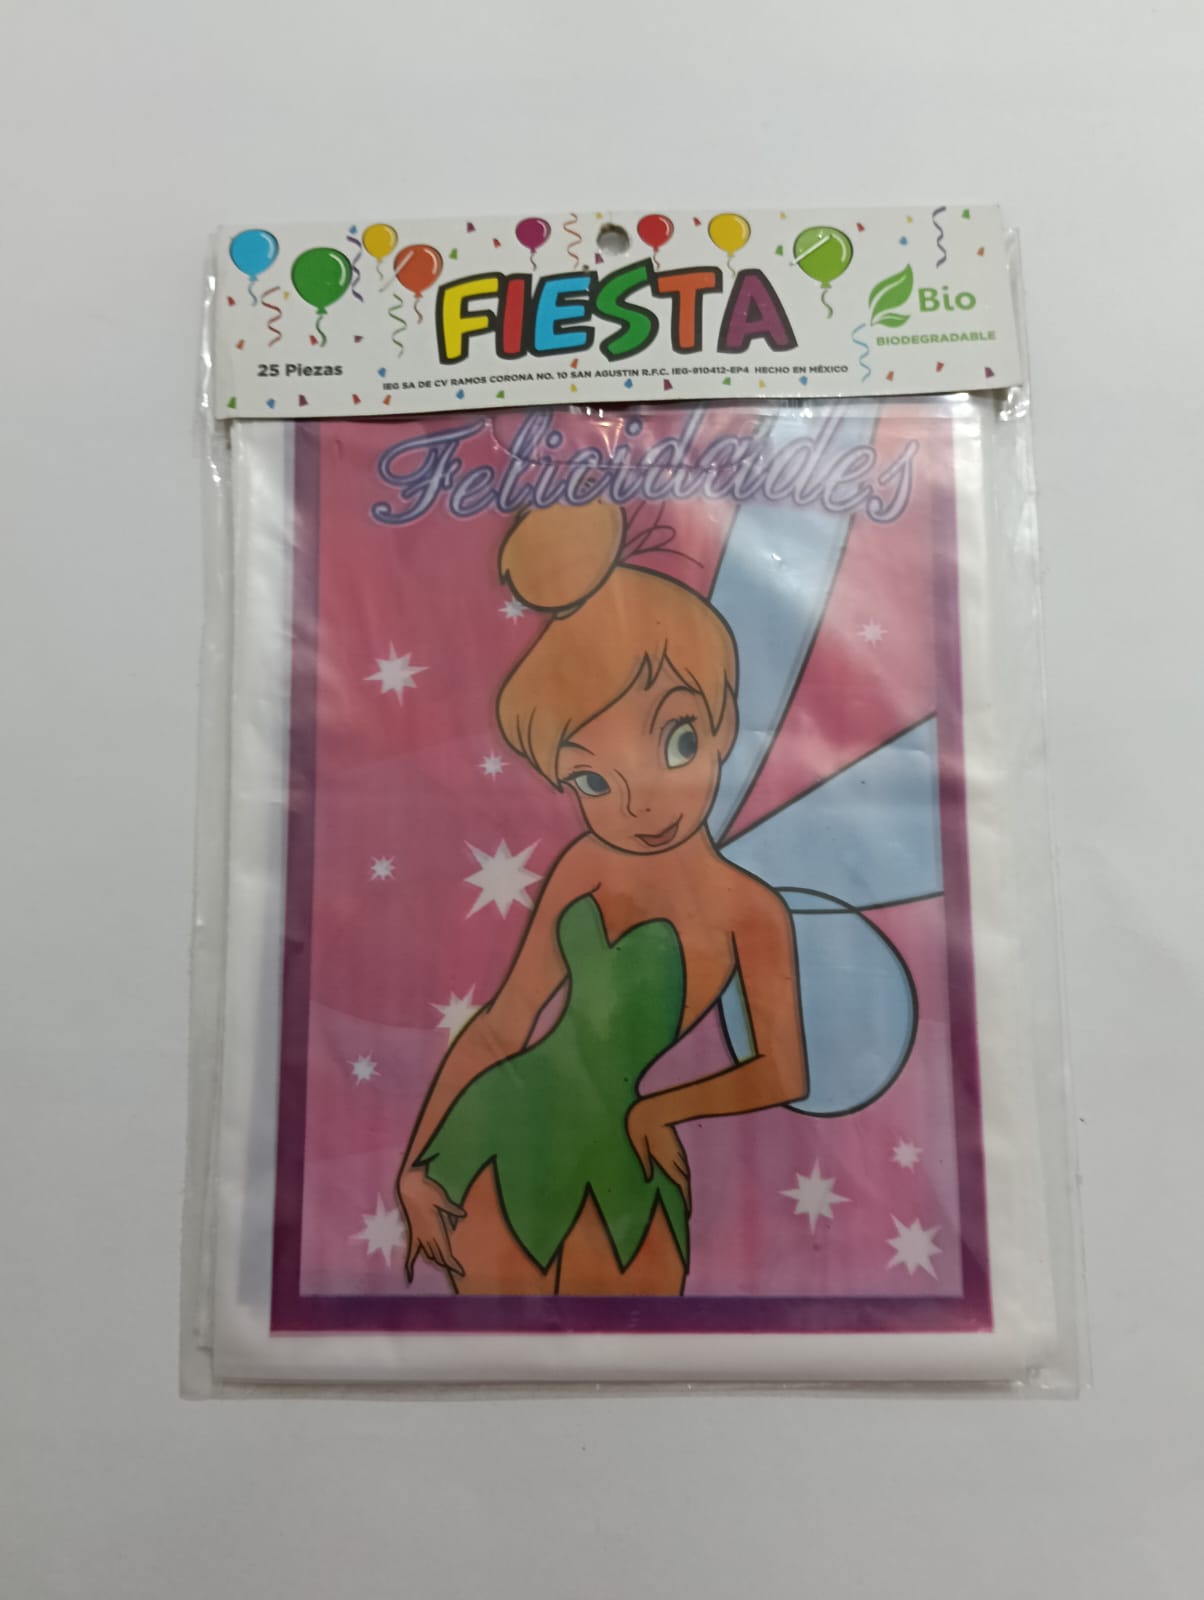 FIESTA
Bio
BIODEGRADABLE
25 Piezas
IEG SA DE CV RAMOS CORONA NO. 10 SAN AGUSTIN R.F.C. IEG-910412-EP4 HECHO EN MÉXICO
Felicidades